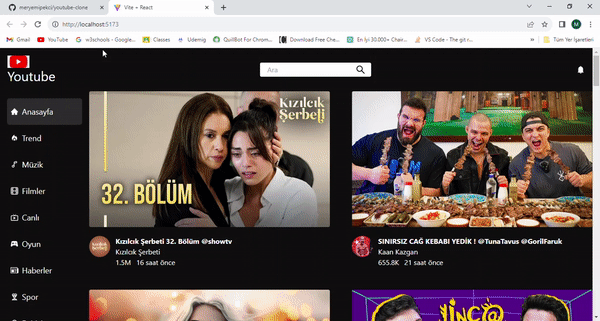 meryemipekci/youtube-clone
Vite + React
http://localhost:5173
Gmail
YouTube
w3schools - Google...
Classes
Udemig
QuillBot For Chrom...
Download Free Che...
En İyi 30.000+ Chair...
VS Code - The git r...
Tüm Yer İşaretleri
Youtube
Ara
Anasayfa
Trend
Müzik
Filmler
Canlı
Oyun
Haberler
Spor
Kızılcık
Şerbeti
32. BÖLÜM
Kızılcık Şerbeti 32. Bölüm @showtv
Kızılcık Şerbeti
1.5M 16 saat önce
SINIRSIZ CAĞ KEBABI YEDİK ! @TunaTavus @GorilFaruk
Kaan Kazgan
655.8K 21 saat önce